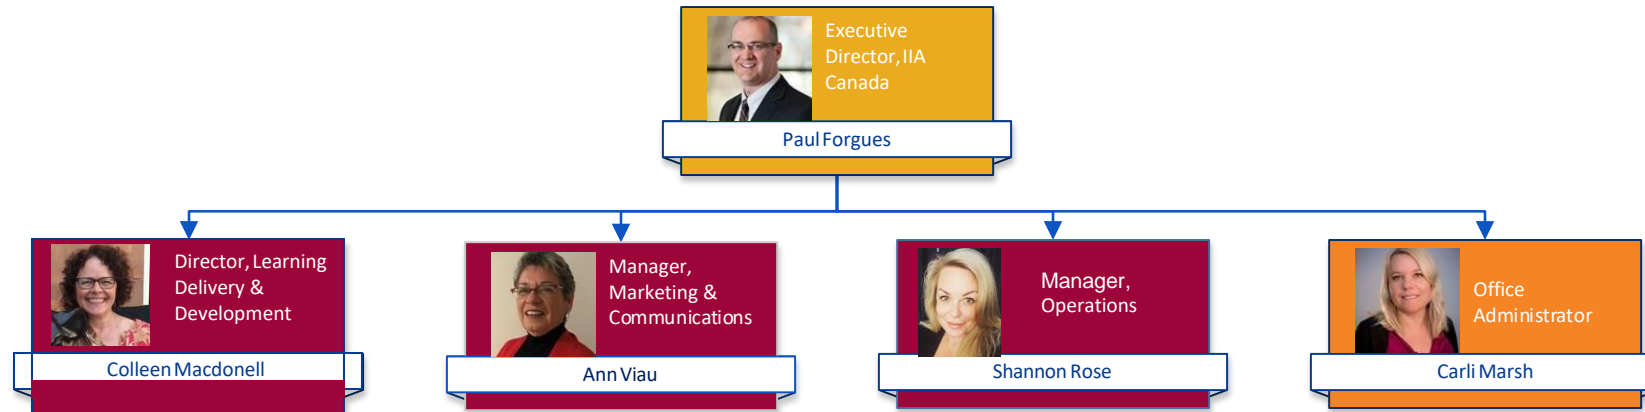 Executive
Director, IIA
Canada
Paul Forgues
Director, Learning
Delivery &
Development
Colleen Macdonell
Manager,
Marketing &
Communications
Ann Viau
Manager,
Operations
Shannon Rose
Office
Administrator
Carli Marsh